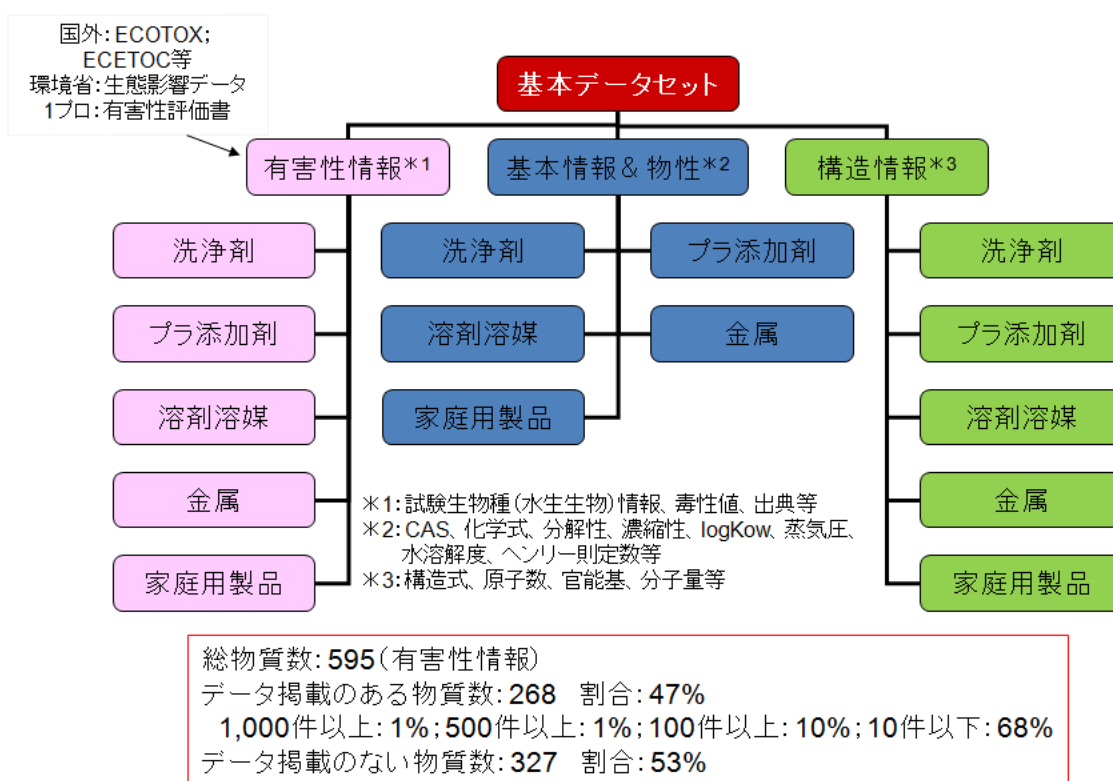 国外:ECOTOX;
ECETOC等
環境省:生態影響データ
1プロ:有害性評価書
基本データセット
有害性情報*1
基本情報&物性*2
構造情報*3
洗浄剤
プラ添加剤
溶剤溶媒
金属
家庭用製品
洗浄剤
プラ添加剤
溶剤溶媒
金属
家庭用製品
洗浄剤
プラ添加剤
溶剤溶媒
金属
家庭用製品
*1:試験生物種(水生生物)情報、毒性値、出典等
*2:CAS、化学式、分解性、濃縮性、logKow、蒸気圧、
水溶解度、ヘンリー則定数等
*3:構造式、原子数、官能基、分子量等
総物質数:595(有害性情報)
データ掲載のある物質数:268 割合:47%
1,000件以上:1%;500件以上:1%;100件以上:10%;10件以下:68%
データ掲載のない物質数:327 割合:53%